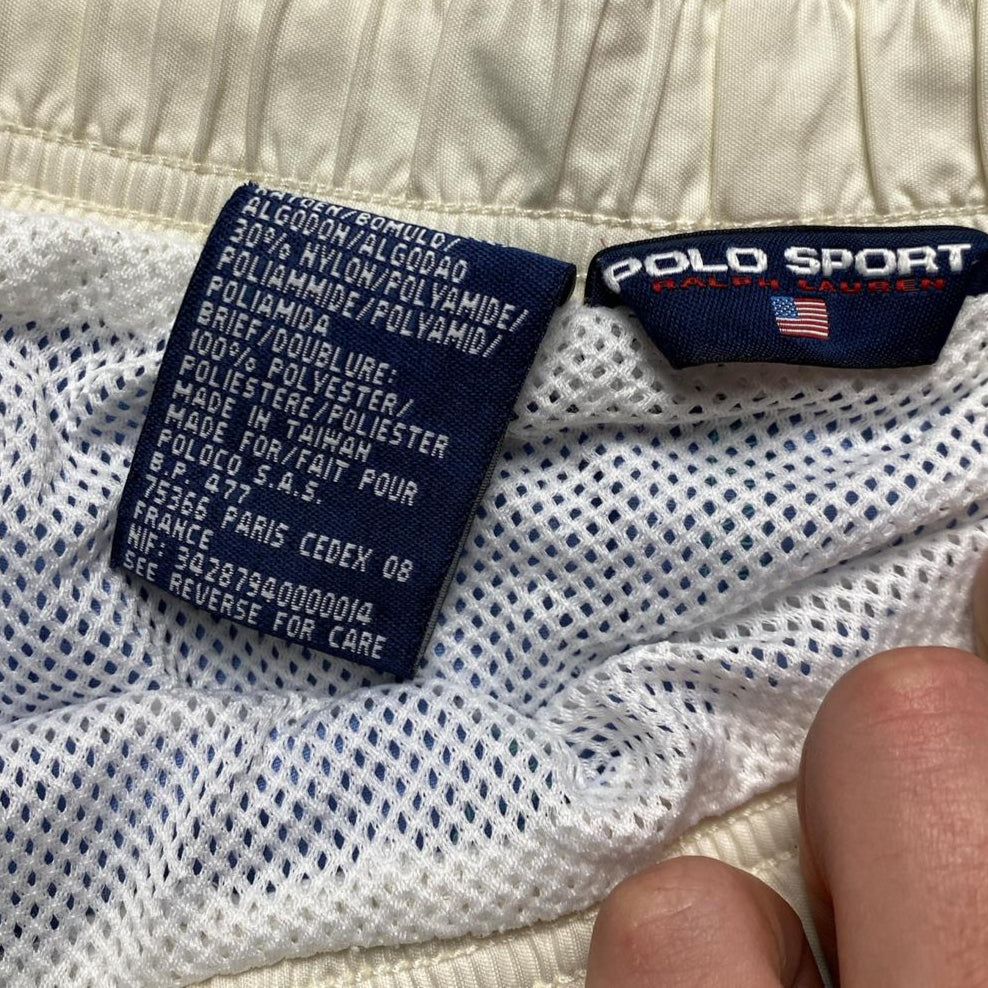 BOMULD/
ALGODON/ALGODAO
30% NYLON/POLYAMIDE/
POLIAMMIDE/POLYAMID/
POLIAMIDA
BRIEF/DOUBLURE:
100% POLYESTER/
POLIESTERE/POLIESTER
MADE IN TAIWAN
MADE FOR/FAIT POUR
POLOCO S.A.S.
B.P. 477
75366 PARIS CEDEX 08
FRANCE
NIF: 34287940000014
SEE REVERSE FOR CARE
POLO SPORT
RALPH LAUREN